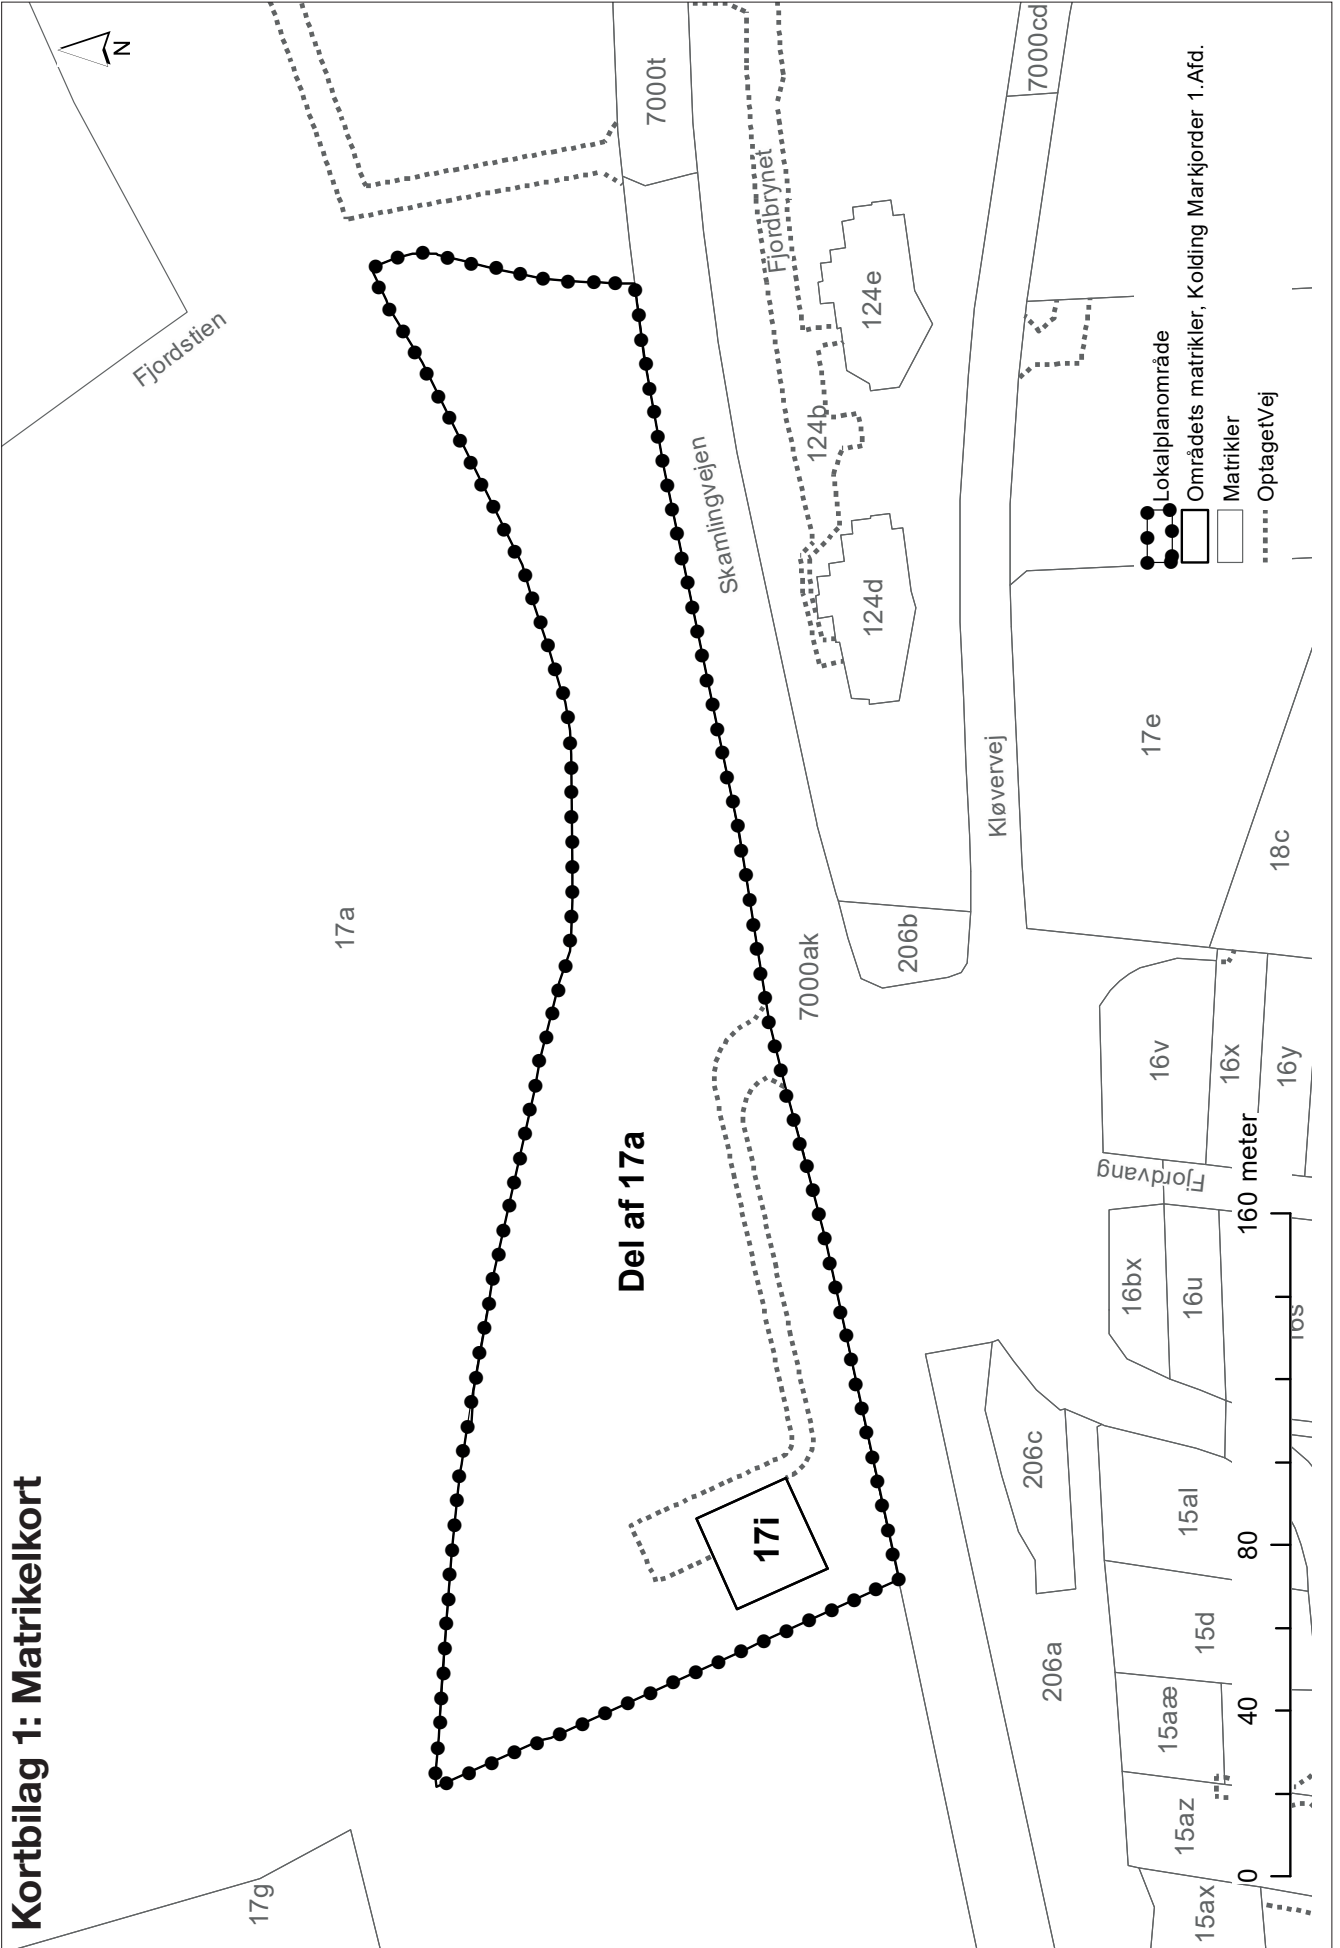 Kortbilag 1: Matrikelkort
N
17g
17a
Fjordstien
Del af 17a
17i
7000t
Skamlingvejen
Fjordbrynet
7000ak
124b
124d
124e
206b
Kløvervej
7000cd
17e
18c
206a
206c
16v
16x
16y
Fjordvang
16bx
16u
16s
15al
15d
15aæ
15az
15ax
Lokalplanområde
Områdets matrikler, Kolding Markjorder 1.Afd.
Matrikler
OptagetVej
0
40
80
160 meter